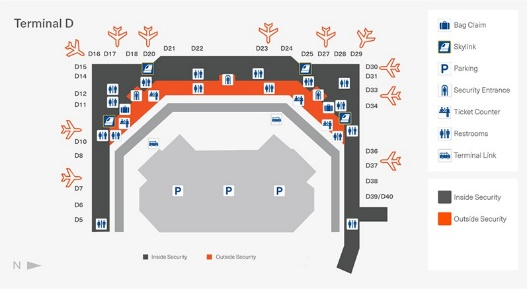 Terminal D
D16 D17 D18 D20 D21 D22 D23 D24 D25 D27 D28 D29
D15
D14
D12
D11
D10
D8
D7
D6
D5
D30
D31
D33
D34
D36
D37
D38
D39/D40
P P P
N
Inside Security Outside Security
Bag Claim
Skylink
P Parking
Security Entrance
Ticket Counter
Restrooms
Terminal Link
Inside Security
Outside Security